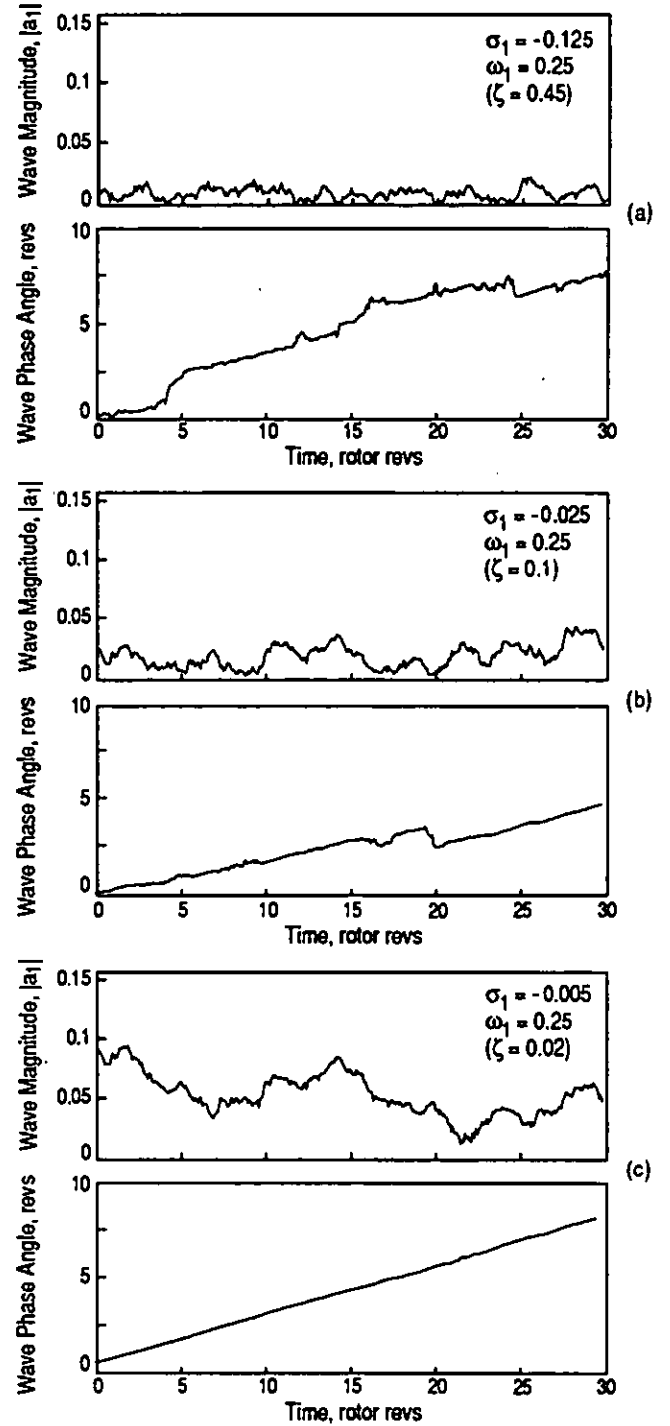 Wave Magnitude, |a₁|
0.15
0.1
0.05
0
σ₁ = -0.125
ω₁ = 0.25
(ζ = 0.45)
(a)
Wave Phase Angle, revs
10
5
0
0 5 10 15 20 25 30
Time, rotor revs
Wave Magnitude, |a₁|
0.15
0.1
0.05
0
σ₁ = -0.025
ω₁ = 0.25
(ζ = 0.1)
(b)
Wave Phase Angle, revs
10
5
0
0 5 10 15 20 25 30
Time, rotor revs
Wave Magnitude, |a₁|
0.15
0.1
0.05
0
σ₁ = -0.005
ω₁ = 0.25
(ζ = 0.02)
(c)
Wave Phase Angle, revs
10
5
0
0 5 10 15 20 25 30
Time, rotor revs